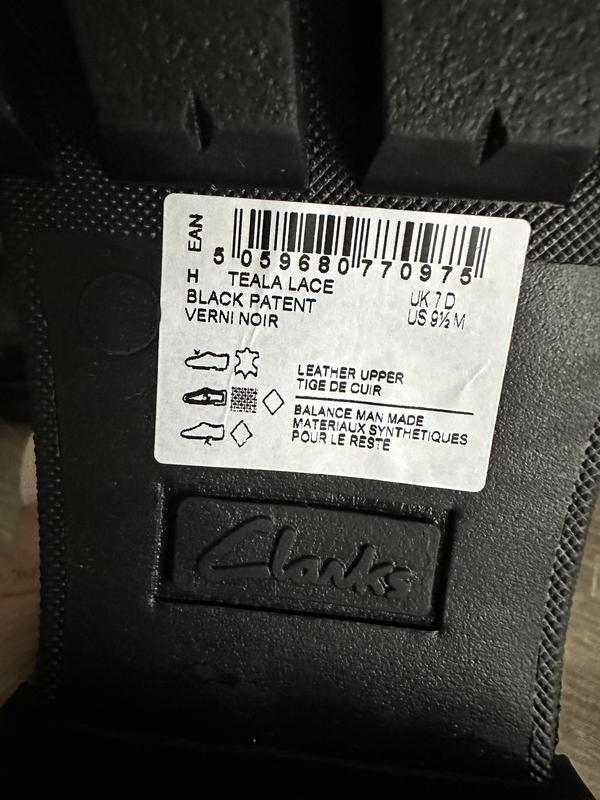 EAN
5 059680 770975
H TEALA LACE
BLACK PATENT UK 7 D
VERNI NOIR US 9½ M
LEATHER UPPER
TIGE DE CUIR
BALANCE MAN MADE
MATERIAUX SYNTHETIQUES
POUR LE RESTE
Clarks